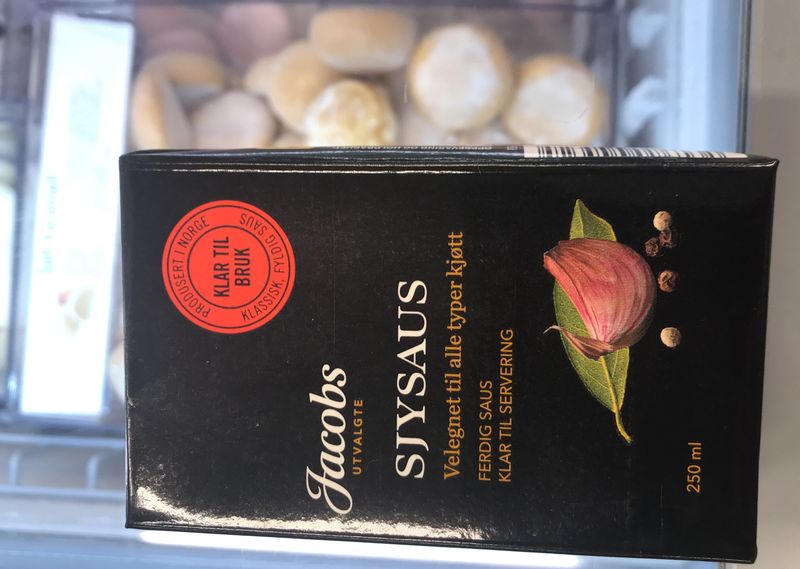 PRODUSERT I NORGE
KLAR TIL
BRUK
KLASSISK, FYLDIG SAUS
Jacobs
UTVALGTE
SJYSAUS
Velegnet til alle typer kjøtt
FERDIG SAUS
KLAR TIL SERVERING
250 ml